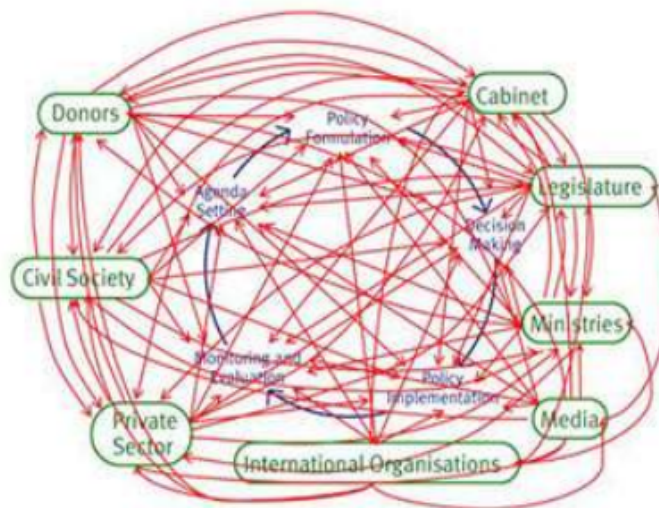 Donors
Cabinet
Policy
Formulation
Agenda
Setting
Legislature
Decision
Making
Civil Society
Ministries
Monitoring and
Evaluation
Policy
Implementation
Private
Sector
Media
International Organisations